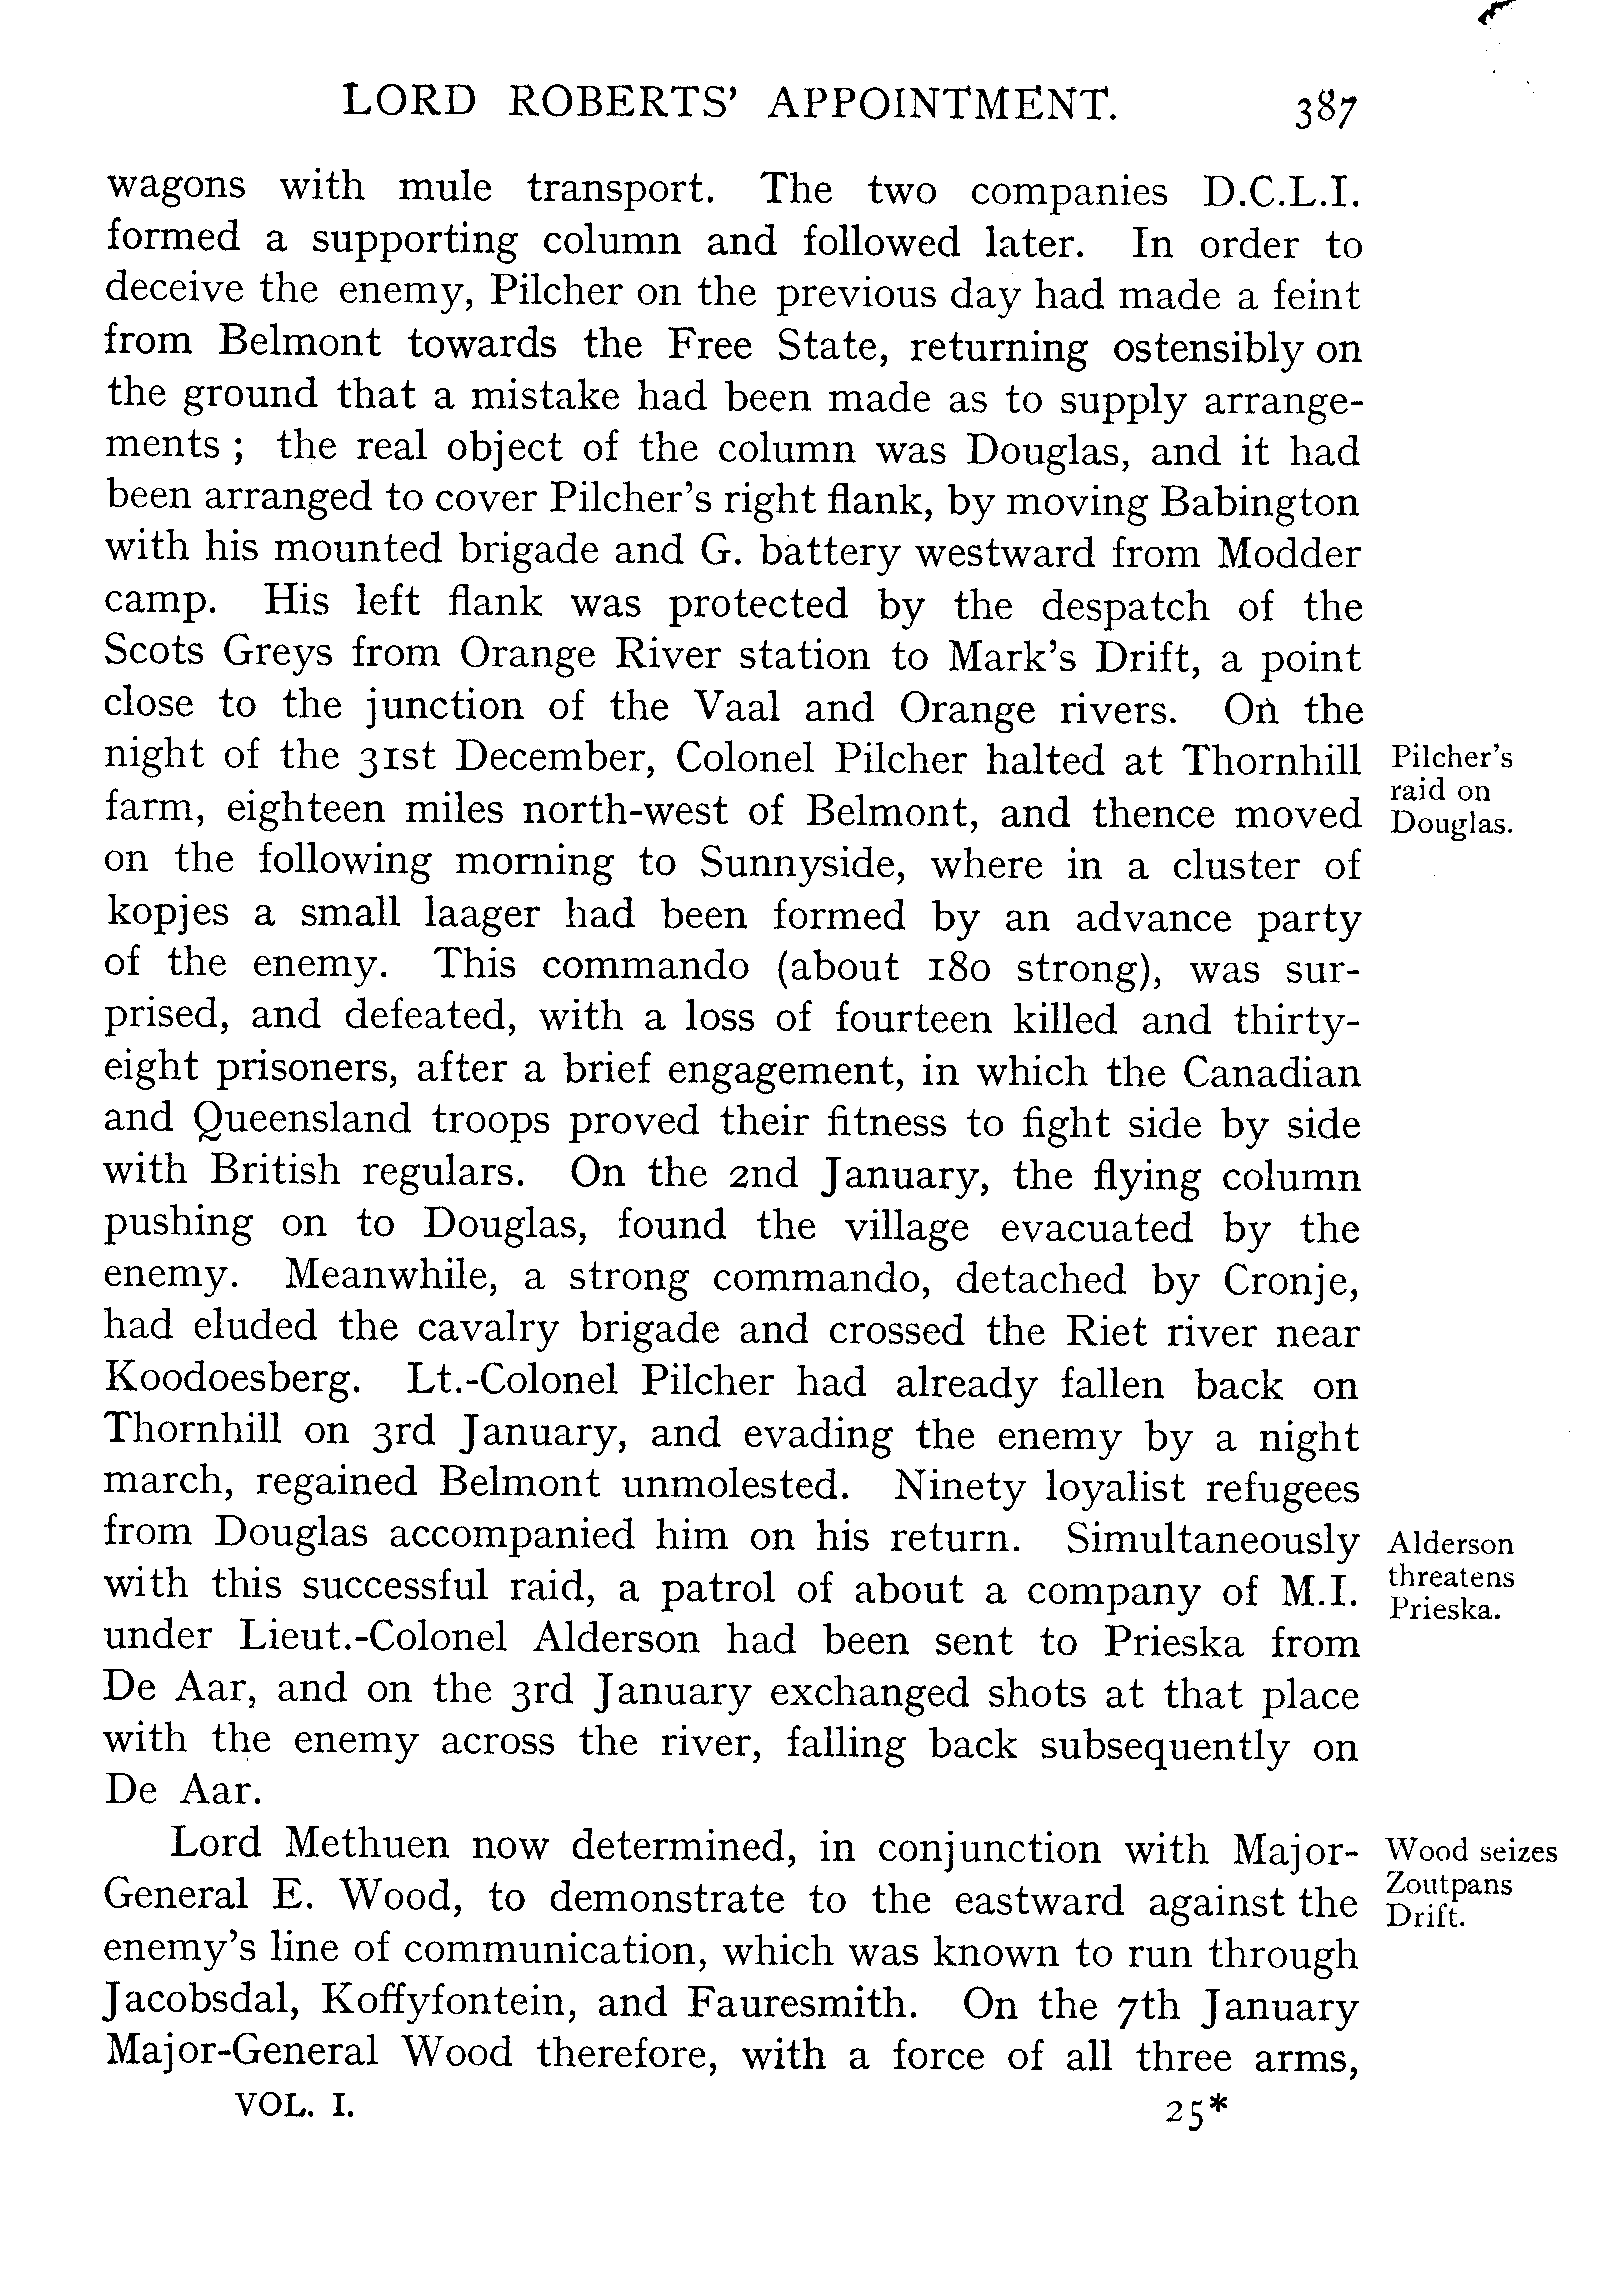 LORD ROBERTS' APPOINTMENT. 387
wagons with mule transport. The two companies D.C.L.I.
formed a supporting column and followed later. In order to
deceive the enemy, Pilcher on the previous day had made a feint
from Belmont towards the Free State, returning ostensibly on
the ground that a mistake had been made as to supply arrange-
ments ; the real object of the column was Douglas, and it had
been arranged to cover Pilcher's right flank, by moving Babington
with his mounted brigade and G. battery westward from Modder
camp. His left flank was protected by the despatch of the
Scots Greys from Orange River station to Mark's Drift, a point
close to the junction of the Vaal and Orange rivers. On the
night of the 31st December, Colonel Pilcher halted at Thornhill
farm, eighteen miles north-west of Belmont, and thence moved
on the following morning to Sunnyside, where in a cluster of
kopjes a small laager had been formed by an advance party
of the enemy. This commando (about 180 strong), was sur-
prised, and defeated, with a loss of fourteen killed and thirty-
eight prisoners, after a brief engagement, in which the Canadian
and Queensland troops proved their fitness to fight side by side
with British regulars. On the 2nd January, the flying column
pushing on to Douglas, found the village evacuated by the
enemy. Meanwhile, a strong commando, detached by Cronje,
had eluded the cavalry brigade and crossed the Riet river near
Koodoesberg. Lt.-Colonel Pilcher had already fallen back on
Thornhill on 3rd January, and evading the enemy by a night
march, regained Belmont unmolested. Ninety loyalist refugees
from Douglas accompanied him on his return. Simultaneously
with this successful raid, a patrol of about a company of M.I.
under Lieut.-Colonel Alderson had been sent to Prieska from
De Aar, and on the 3rd January exchanged shots at that place
with the enemy across the river, falling back subsequently on
De Aar.
Lord Methuen now determined, in conjunction with Major-
General E. Wood, to demonstrate to the eastward against the
enemy's line of communication, which was known to run through
Jacobsdal, Koffyfontein, and Fauresmith. On the 7th January
Major-General Wood therefore, with a force of all three arms,
VOL. I. 25*
Pilcher's
raid on
Douglas.
Alderson
threatens
Prieska.
Wood seizes
Zoutpans
Drift.